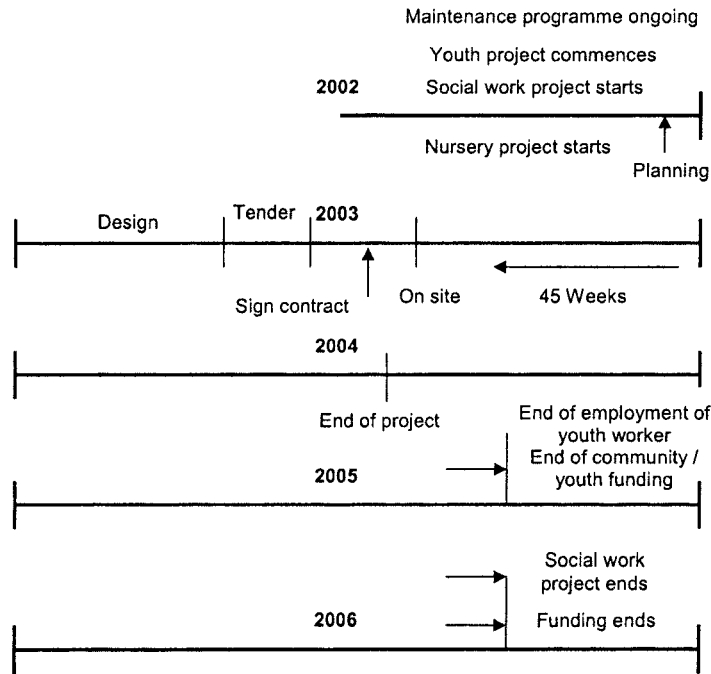 Maintenance programme ongoing
Youth project commences
2002 Social work project starts
Nursery project starts
Planning
Design Tender 2003
Sign contract On site 45 Weeks
2004
End of project
End of employment of
youth worker
End of community /
youth funding
2005
Social work
project ends
2006 Funding ends